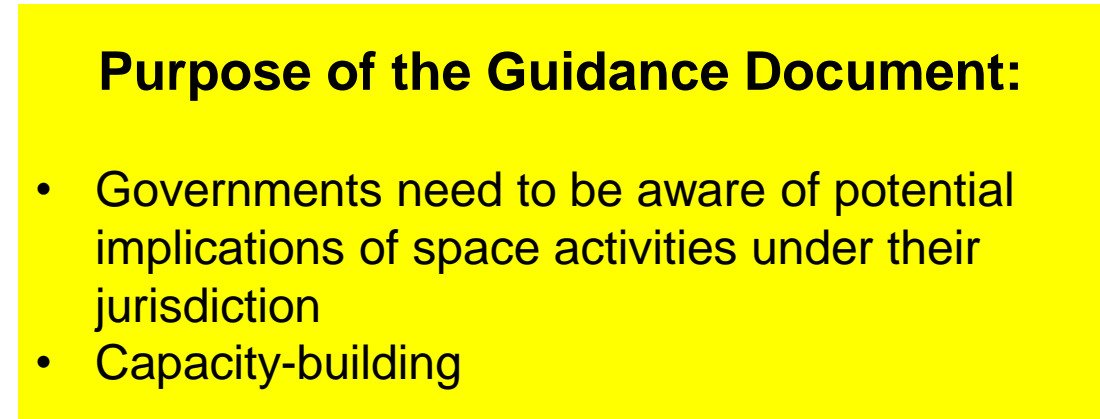 Purpose of the Guidance Document:
• Governments need to be aware of potential
implications of space activities under their
jurisdiction
• Capacity-building